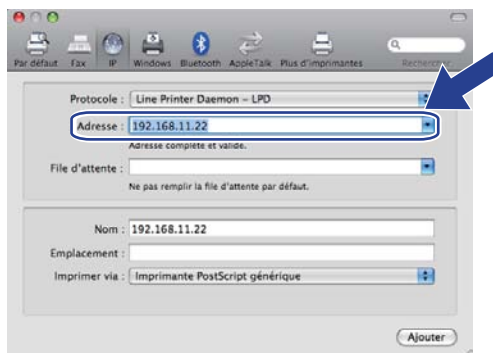 Par défaut Fax IP Windows Bluetooth AppleTalk Plus d'imprimantes Rechercher
Protocole : Line Printer Daemon – LPD
Adresse : 192.168.11.22
Adresse complète et valide.
File d'attente :
Ne pas remplir la file d'attente par défaut.
Nom : 192.168.11.22
Emplacement :
Imprimer via : Imprimante PostScript générique
Ajouter